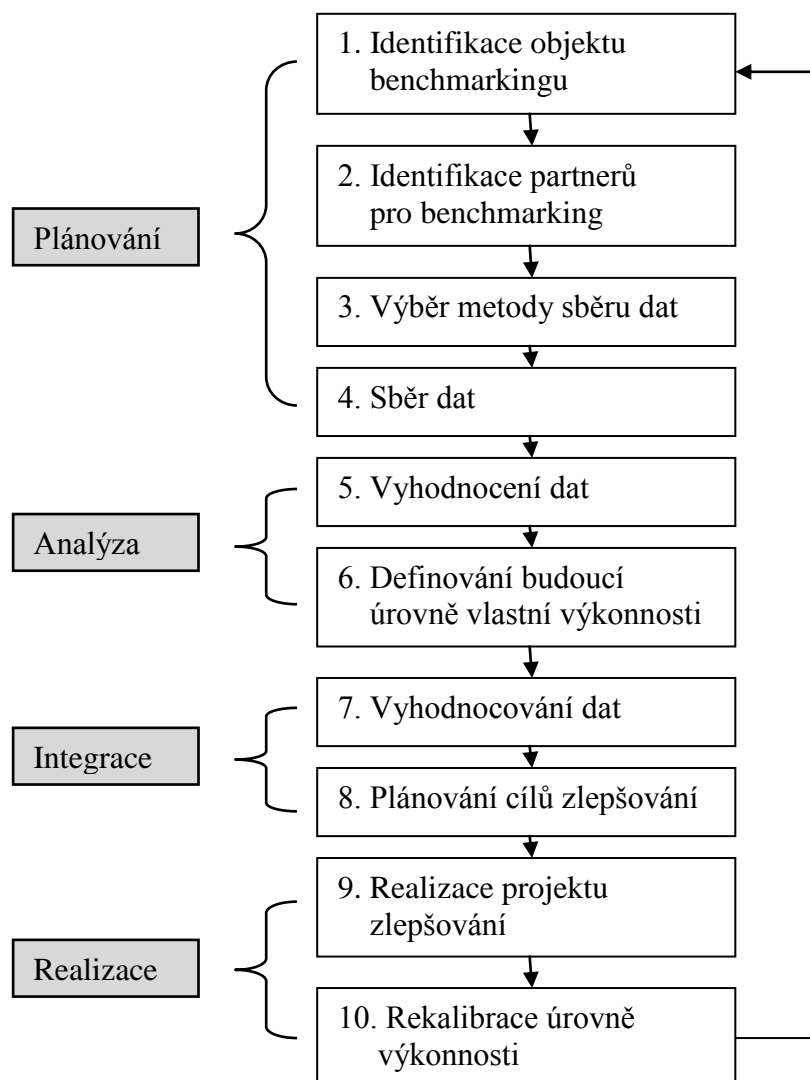 1. Identifikace objektu
benchmarkingu
2. Identifikace partnerů
pro benchmarking
Plánování
3. Výběr metody sběru dat
4. Sběr dat
5. Vyhodnocení dat
Analýza
6. Definování budoucí
úrovně vlastní výkonnosti
7. Vyhodnocování dat
Integrace
8. Plánování cílů zlepšování
9. Realizace projektu
zlepšování
Realizace
10. Rekalibrace úrovně
výkonnosti